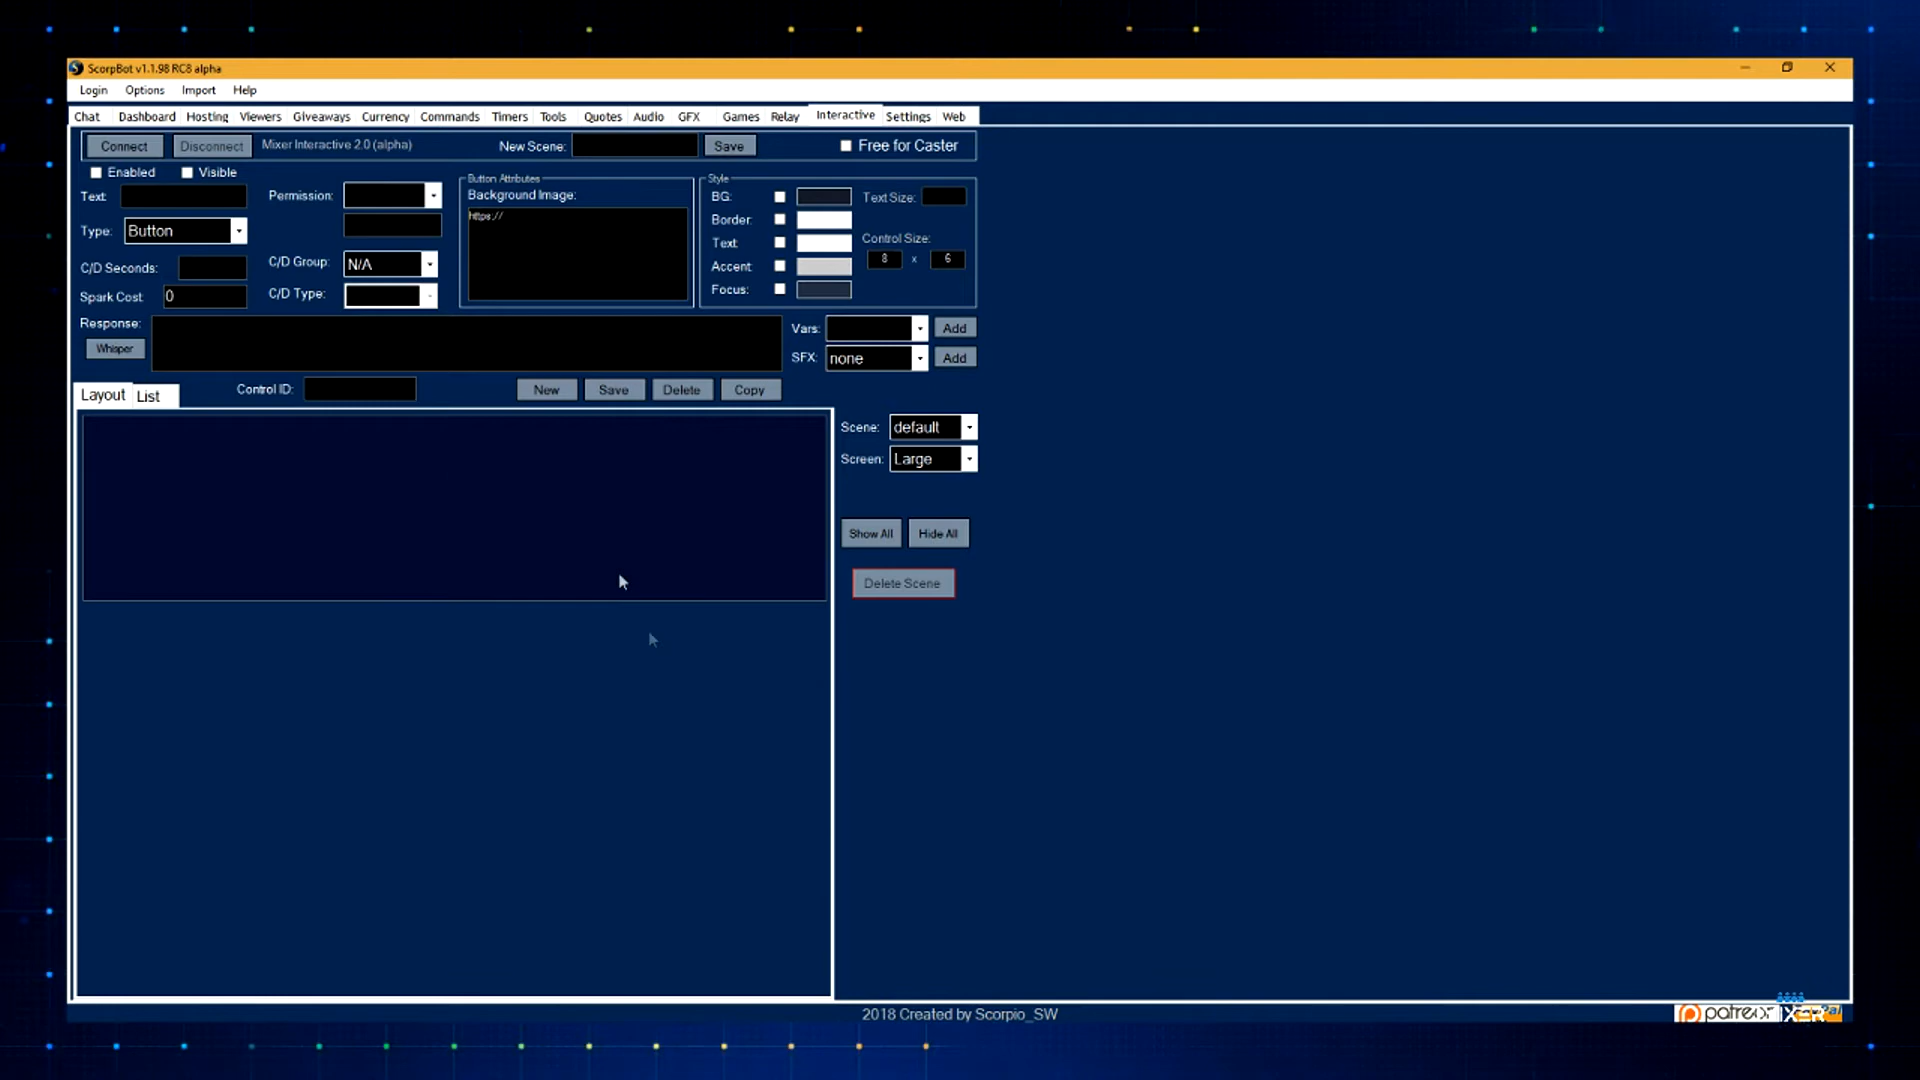 ScorpBot v1.1.98 RC8 alpha
Login Options Import Help
Chat Dashboard Hosting Viewers Giveaways Currency Commands Timers Tools Quotes Audio GFX Games Relay Interactive Settings Web
Connect Disconnect Mixer Interactive 2.0 (alpha) New Scene: Save Free for Caster
Enabled Visible
Button Attributes
Style
Text Permission: Background Image: BG: Text Size:
https://
Border:
Type: Button
Text Control Size:
C/D Seconds: C/D Group: N/A Accent: 8 x 6
Spark Cost: 0 C/D Type: Focus:
Response: Vars: Add
Whisper
SFX: none Add
Layout List Control ID: New Save Delete Copy
Scene: default
Screen: Large
Show All Hide All
Delete Scene
2018 Created by Scorpio_SW